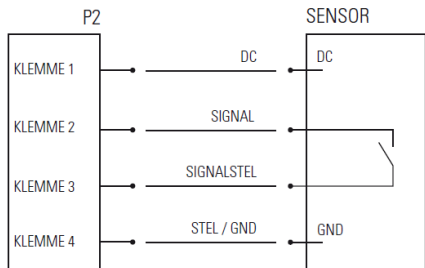 P2 SENSOR
KLEMME 1 DC DC
KLEMME 2 SIGNAL
KLEMME 3 SIGNALSTEL
KLEMME 4 STEL / GND GND